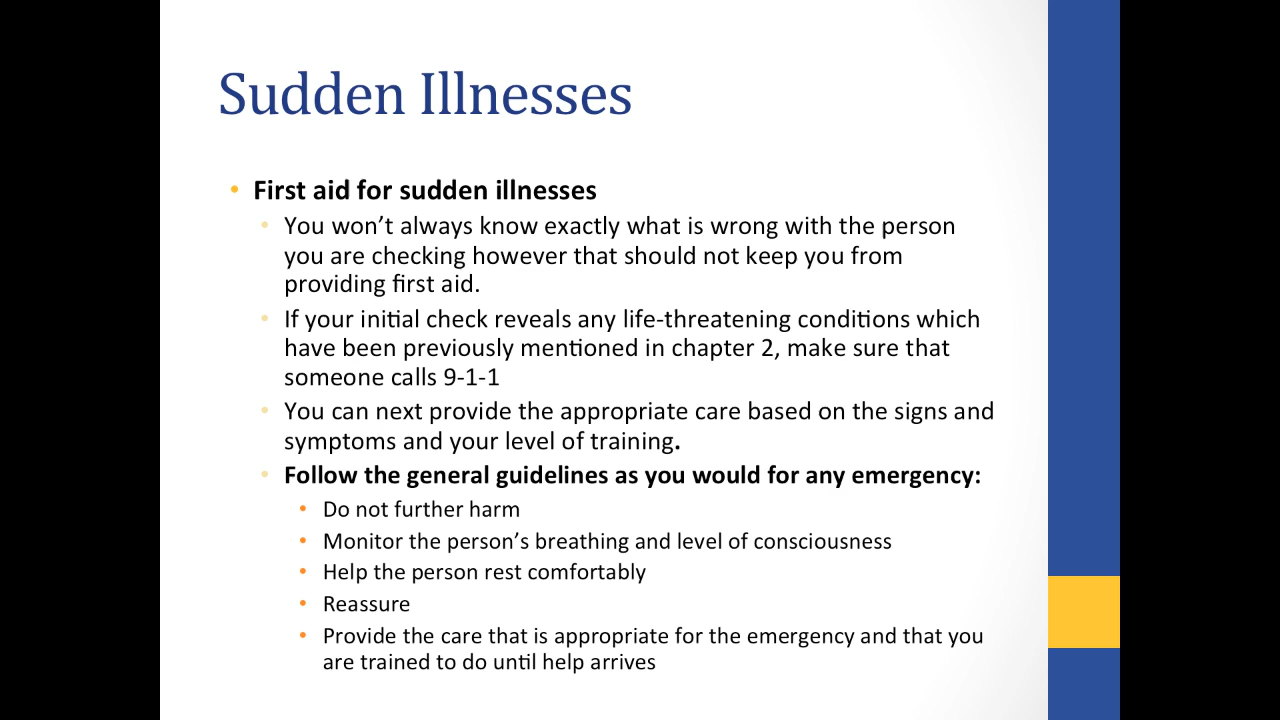 Sudden Illnesses
• First aid for sudden illnesses
• You won’t always know exactly what is wrong with the person
you are checking however that should not keep you from
providing first aid.
• If your initial check reveals any life-threatening conditions which
have been previously mentioned in chapter 2, make sure that
someone calls 9-1-1
• You can next provide the appropriate care based on the signs and
symptoms and your level of training.
• Follow the general guidelines as you would for any emergency:
• Do not further harm
• Monitor the person’s breathing and level of consciousness
• Help the person rest comfortably
• Reassure
• Provide the care that is appropriate for the emergency and that you
are trained to do until help arrives